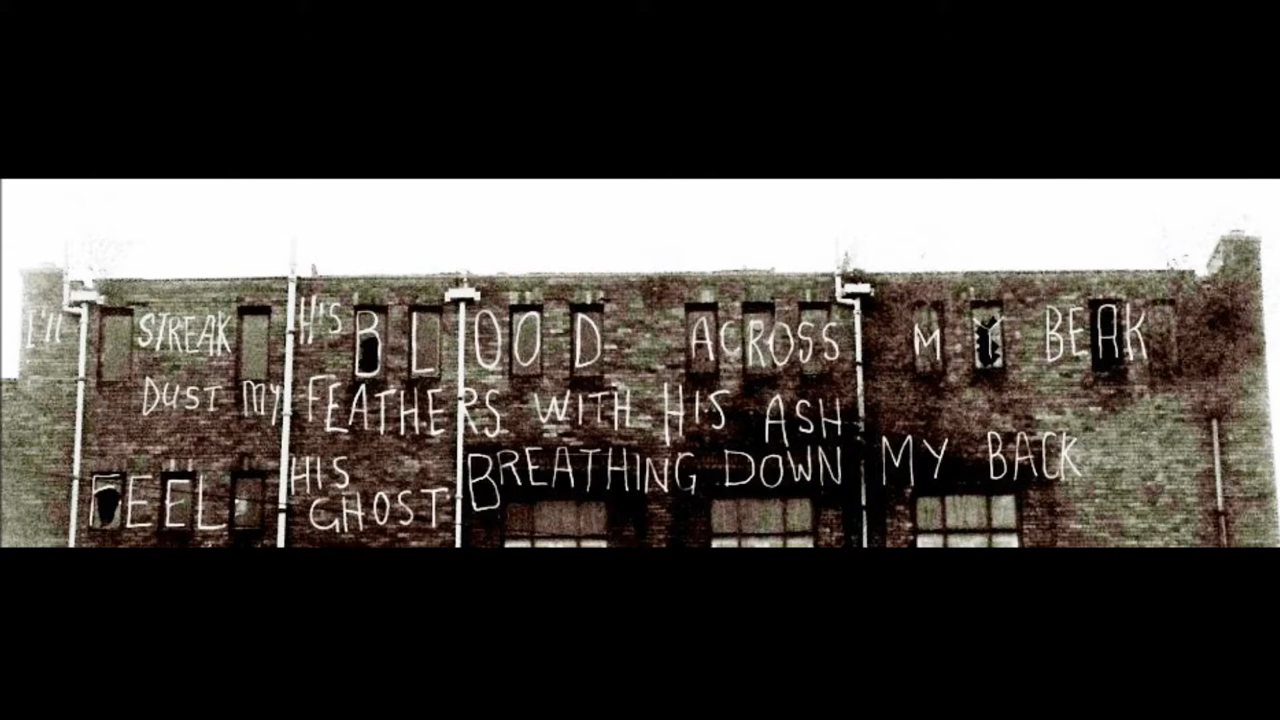 I'll STREAK HIS BLOOD ACROSS MY BEAK
DUST MY FEATHERS WITH HIS ASH
FEEL HIS GHOST BREATHING DOWN MY BACK